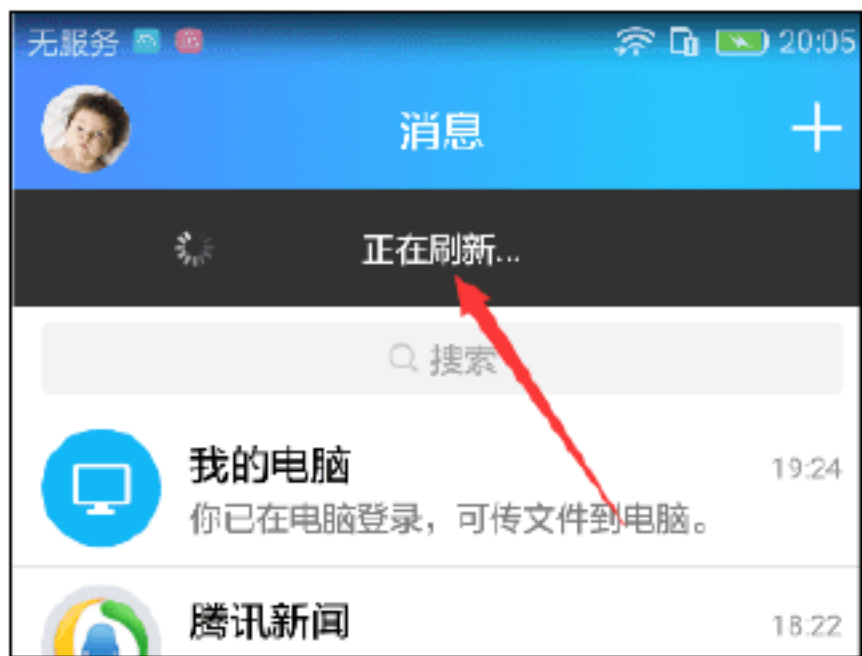 无服务 20:05
消息
正在刷新...
搜索
我的电脑 19:24
你已在电脑登录，可传文件到电脑。
腾讯新闻 18:22